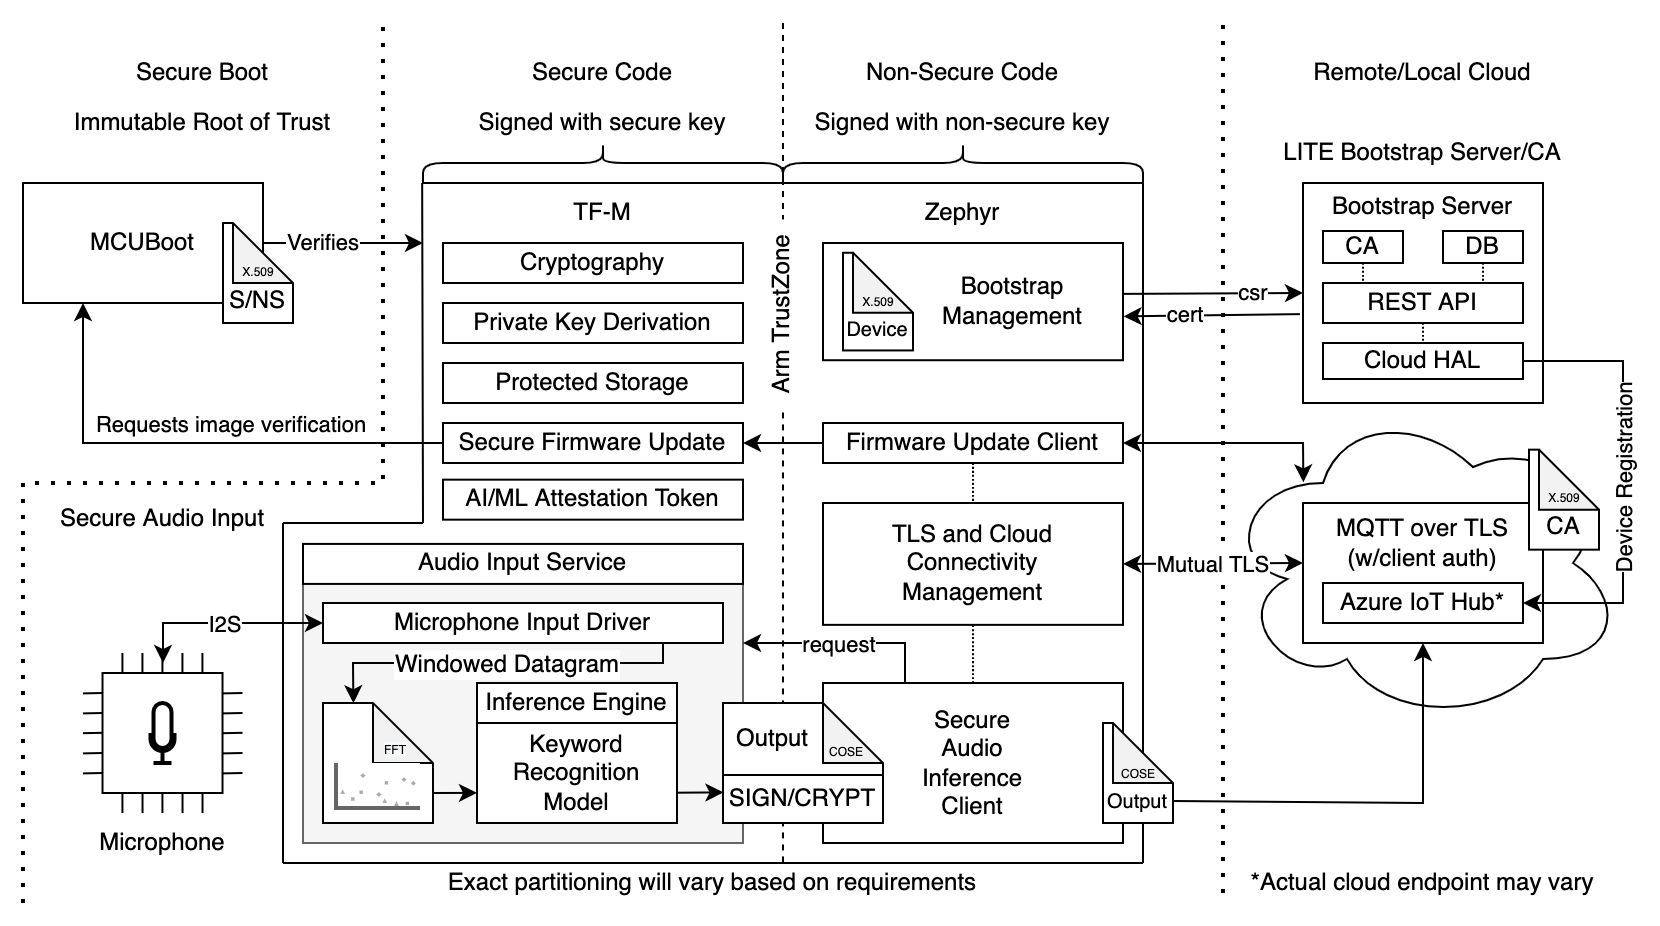 Secure Boot
Immutable Root of Trust
MCUBoot
X.509
S/NS
Verifies
Requests image verification
Secure Code
Signed with secure key
TF-M
Cryptography
Private Key Derivation
Protected Storage
Secure Firmware Update
AI/ML Attestation Token
Arm TrustZone
Non-Secure Code
Signed with non-secure key
Zephyr
X.509
Device
Bootstrap
Management
Firmware Update Client
TLS and Cloud
Connectivity
Management
csr
cert
Mutual TLS
Remote/Local Cloud
LITE Bootstrap Server/CA
Bootstrap Server
CA
DB
REST API
Cloud HAL
Device Registration
X.509
CA
MQTT over TLS
(w/client auth)
Azure IoT Hub*
Secure Audio Input
I2S
Microphone
Audio Input Service
Microphone Input Driver
Windowed Datagram
FFT
Inference Engine
Keyword
Recognition
Model
request
Output
COSE
SIGN/CRYPT
Secure
Audio
Inference
Client
COSE
Output
Exact partitioning will vary based on requirements
*Actual cloud endpoint may vary